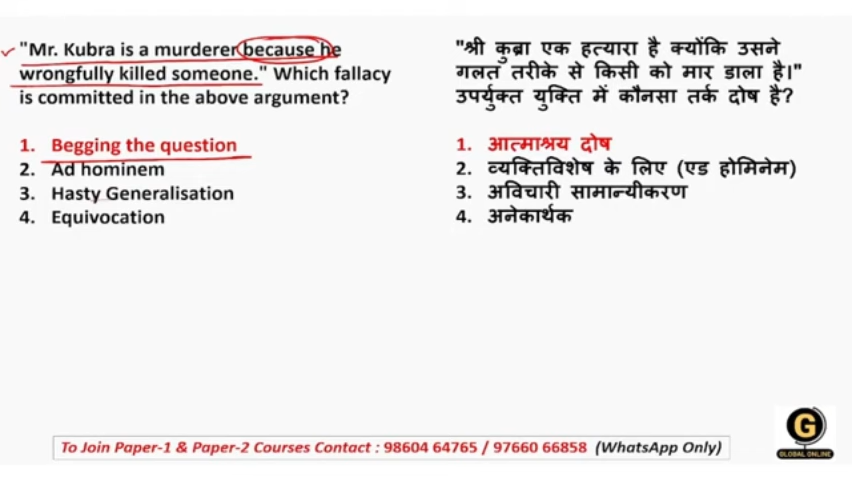 "Mr. Kubra is a murderer because he
wrongfully killed someone." Which fallacy
is committed in the above argument?
1. Begging the question
2. Ad hominem
3. Hasty Generalisation
4. Equivocation
"श्री कुब्रा एक हत्यारा है क्योंकि उसने
गलत तरीके से किसी को मार डाला है।"
उपर्युक्त युक्ति में कौनसा तर्क दोष है?
1. आत्माश्रय दोष
2. व्यक्तिविशेष के लिए (एड होमिनेम)
3. अविचारी सामान्यीकरण
4. अनेकार्थक
G
GLOBAL ONLINE
To Join Paper-1 & Paper-2 Courses Contact : 98604 64765 / 97660 66858 (WhatsApp Only)